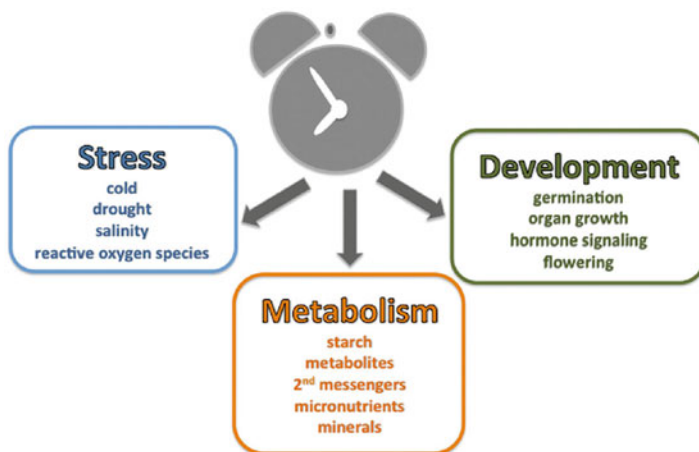 Stress
cold
drought
salinity
reactive oxygen species
Development
germination
organ growth
hormone signaling
flowering
Metabolism
starch
metabolites
2nd messengers
micronutrients
minerals